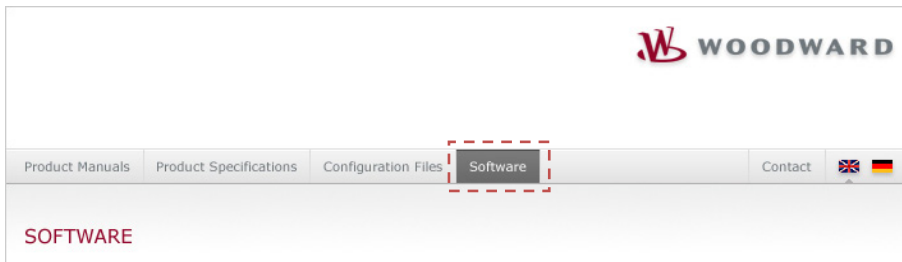 WOODWARD
Product Manuals Product Specifications Configuration Files Software Contact
SOFTWARE